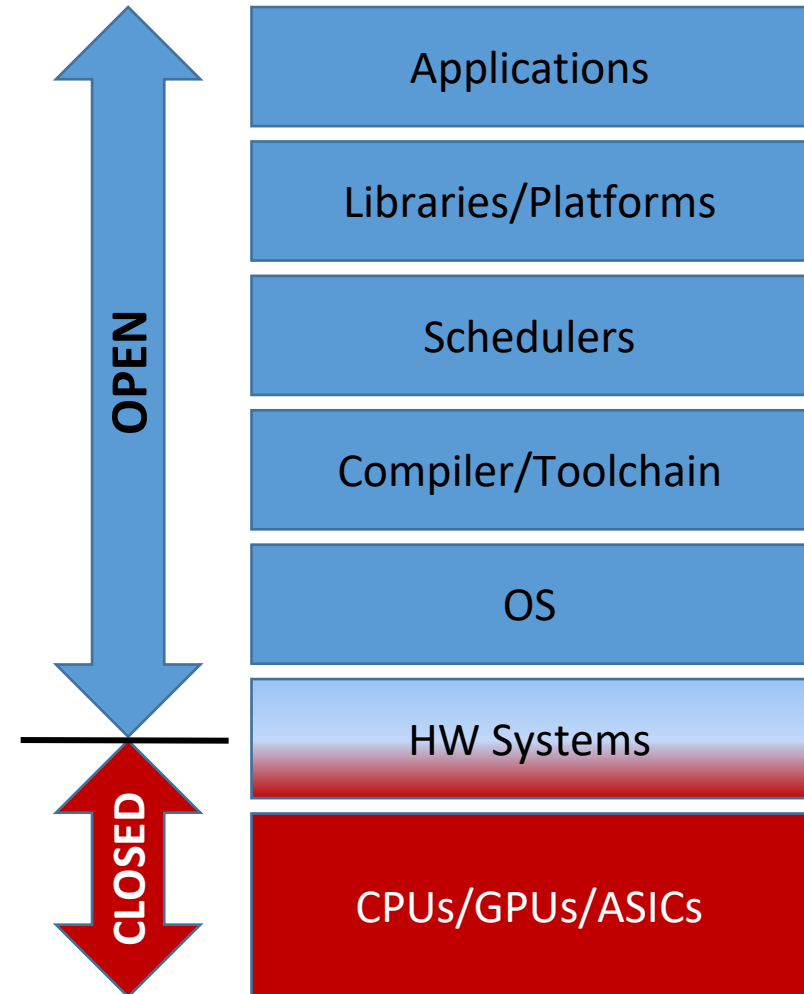 Applications
Libraries/Platforms
Schedulers
OPEN
Compiler/Toolchain
OS
HW Systems
CLOSED
CPUs/GPUs/ASICs